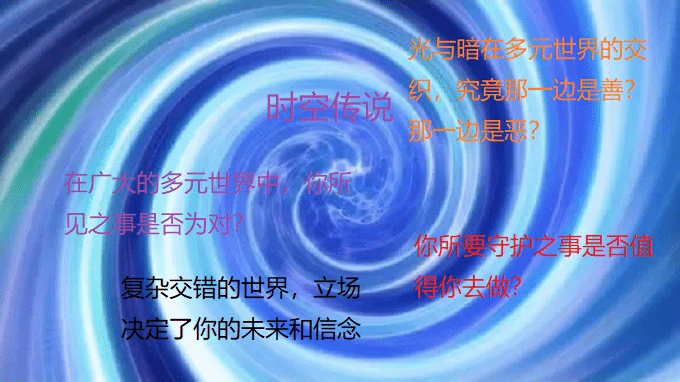 光与暗在多元世界的交
织，究竟那一边是善？
那一边是恶？
时空传说
在广大的多元世界中，你所
见之事是否为对？
你所要守护之事是否值
得你去做？
复杂交错的世界，立场
决定了你的未来和信念